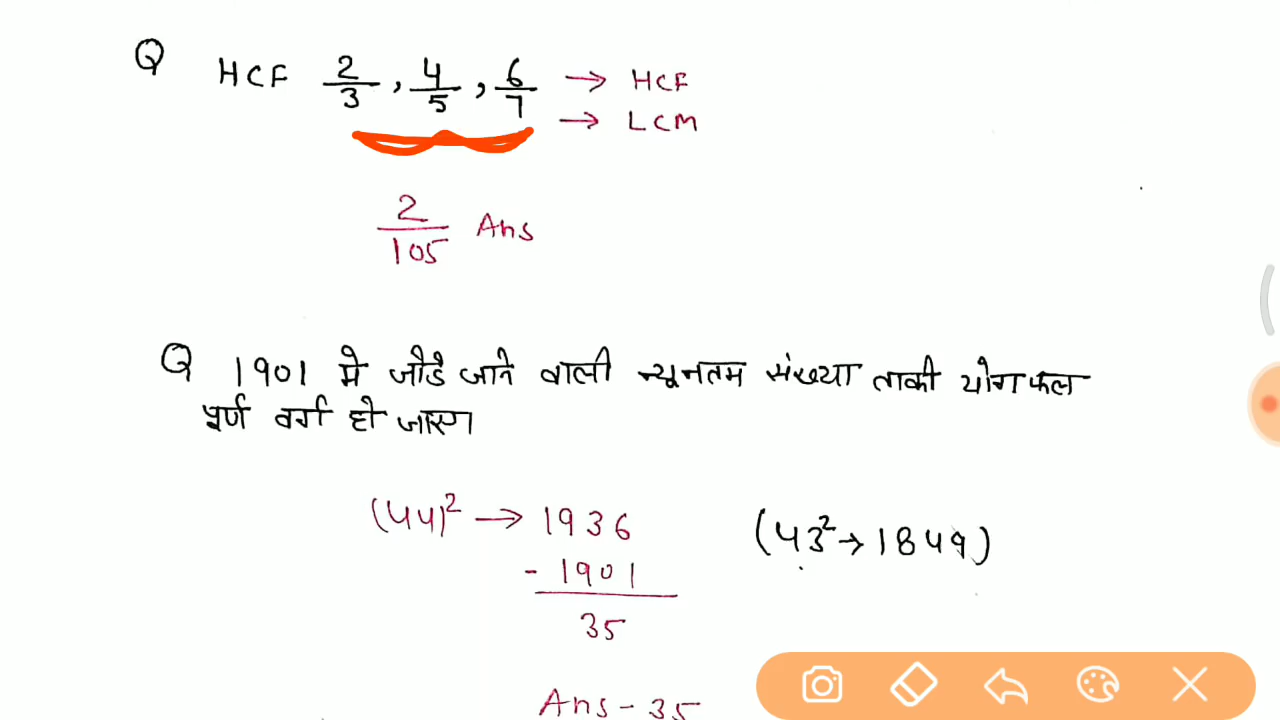 Q HCF 2/3 , 4/5 , 6/7 → HCF
→ LCM
2/105 Ans
Q 1901 मे जोडे जाने वाली न्यूनतम संख्या ताकी योगफल
पूर्ण वर्ग हो जाए।
(44)² → 1936
- 1901
35
(43² → 1849)
Ans - 35